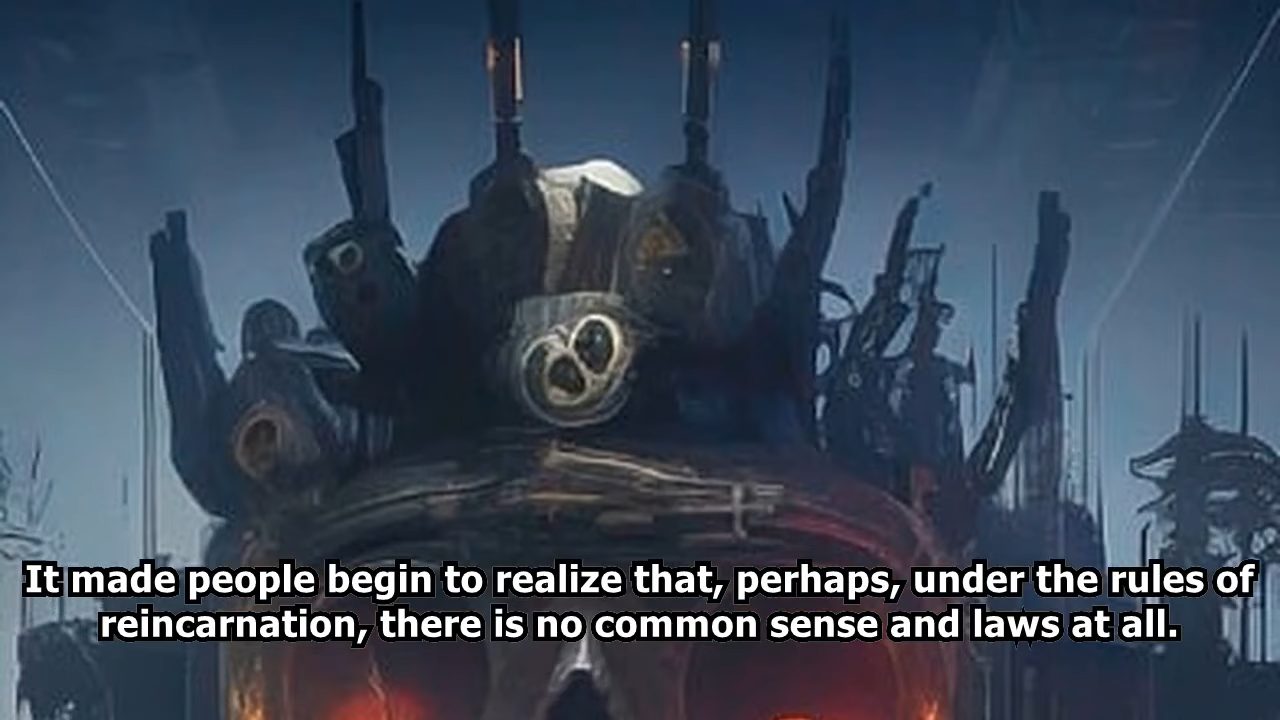 It made people begin to realize that, perhaps, under the rules of
reincarnation, there is no common sense and laws at all.